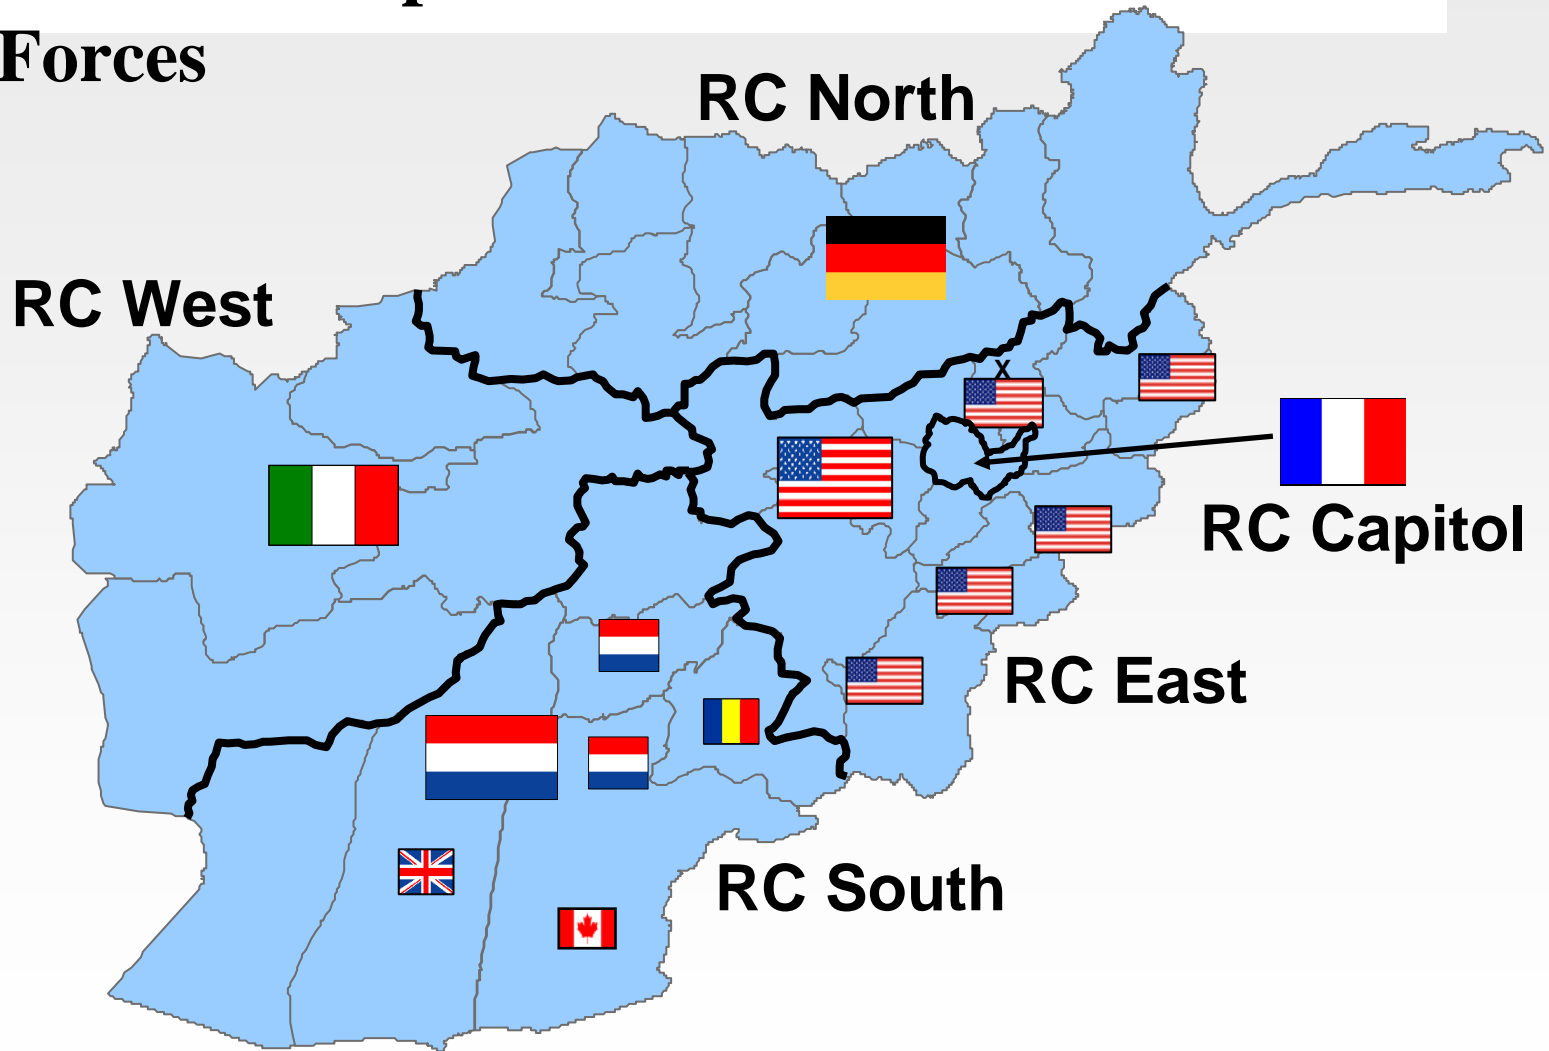 Forces
RC North
RC West
X
RC Capitol
RC East
RC South